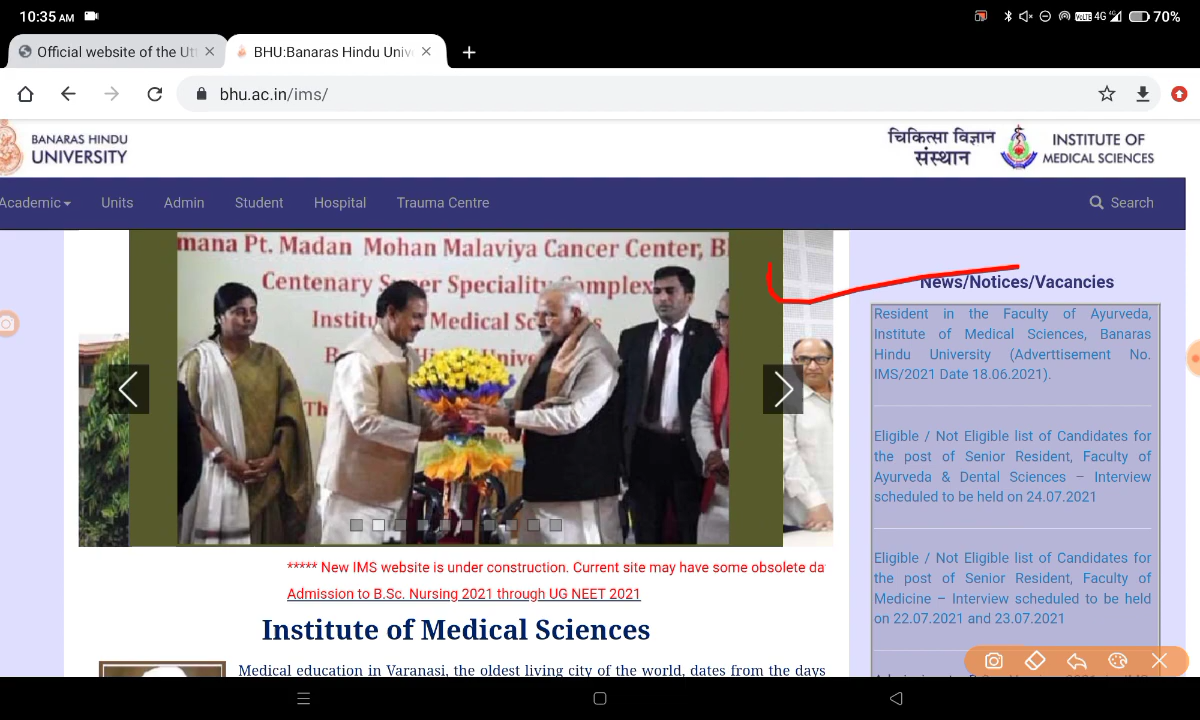 10:35 AM
4G
70%
Official website of the Utt
BHU:Banaras Hindu Unive
bhu.ac.in/ims/
BANARAS HINDU
UNIVERSITY
चिकित्सा विज्ञान
संस्थान
INSTITUTE OF
MEDICAL SCIENCES
Academic
Units
Admin
Student
Hospital
Trauma Centre
Search
mana Pt. Madan Mohan Malaviya Cancer Center, B
Centenary Super Speciality Complex
News/Notices/Vacancies
Resident in the Faculty of Ayurveda,
Institute of Medical Sciences, Banaras
Hindu University (Adverttisement No.
IMS/2021 Date 18.06.2021).
Eligible / Not Eligible list of Candidates for
the post of Senior Resident, Faculty of
Ayurveda & Dental Sciences – Interview
scheduled to be held on 24.07.2021
Eligible / Not Eligible list of Candidates for
the post of Senior Resident, Faculty of
Medicine – Interview scheduled to be held
on 22.07.2021 and 23.07.2021
***** New IMS website is under construction. Current site may have some obsolete da
Admission to B.Sc. Nursing 2021 through UG NEET 2021
Institute of Medical Sciences
Medical education in Varanasi, the oldest living city of the world, dates from the days